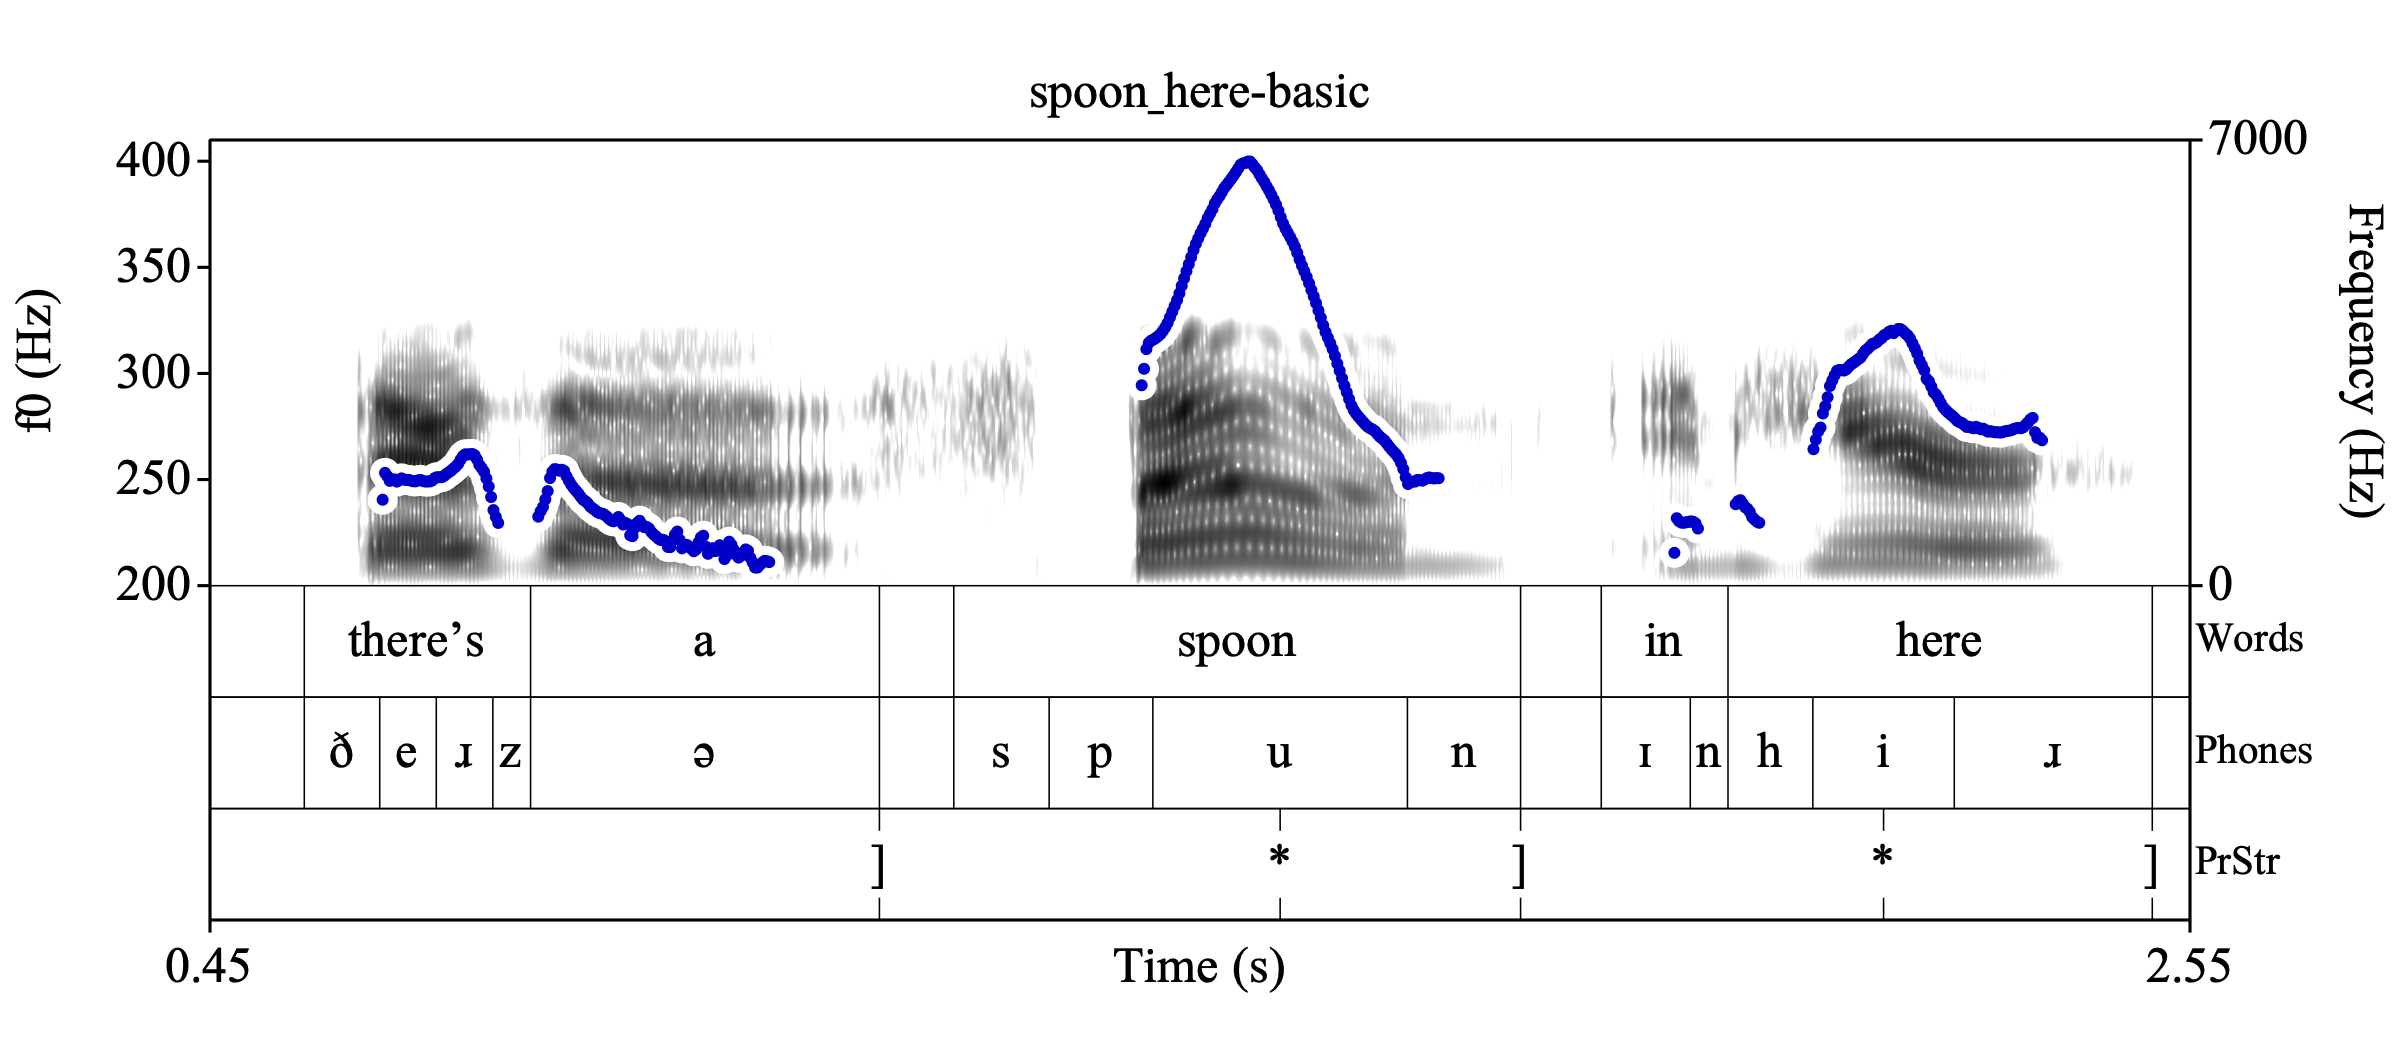 spoon_here-basic
400
350
300
250
200
f0 (Hz)
7000
0
Frequency (Hz)
there’s a spoon in here Words
ð e ɹ z ə s p u n ɪ n h i ɹ Phones
] * ] * ] PrStr
0.45 Time (s) 2.55